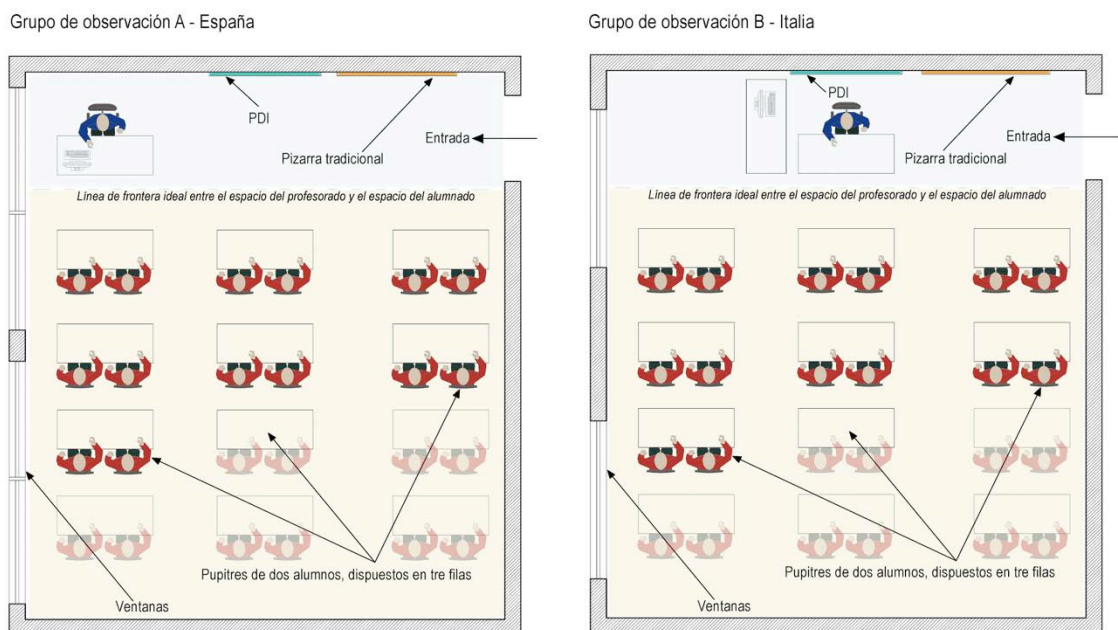 Grupo de observación A - España
PDI
Entrada
Pizarra tradicional
Línea de frontera ideal entre el espacio del profesorado y el espacio del alumnado
Pupitres de dos alumnos, dispuestos en tre filas
Ventanas
Grupo de observación B - Italia
PDI
Entrada
Pizarra tradicional
Línea de frontera ideal entre el espacio del profesorado y el espacio del alumnado
Pupitres de dos alumnos, dispuestos en tre filas
Ventanas